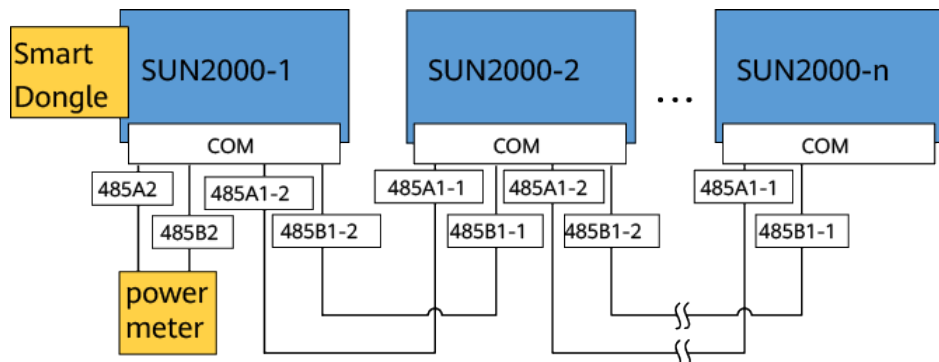 Smart
Dongle
SUN2000-1
SUN2000-2
...
SUN2000-n
COM
COM
COM
485A2
485A1-2
485A1-1
485A1-2
485A1-1
485B2
485B1-2
485B1-1
485B1-2
485B1-1
power
meter